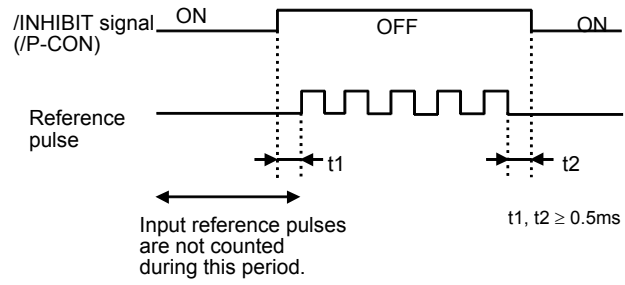 /INHIBIT signal
(/P-CON)
ON
OFF
ON
Reference
pulse
t1
t2
Input reference pulses
are not counted
during this period.
t1, t2 ≥ 0.5ms